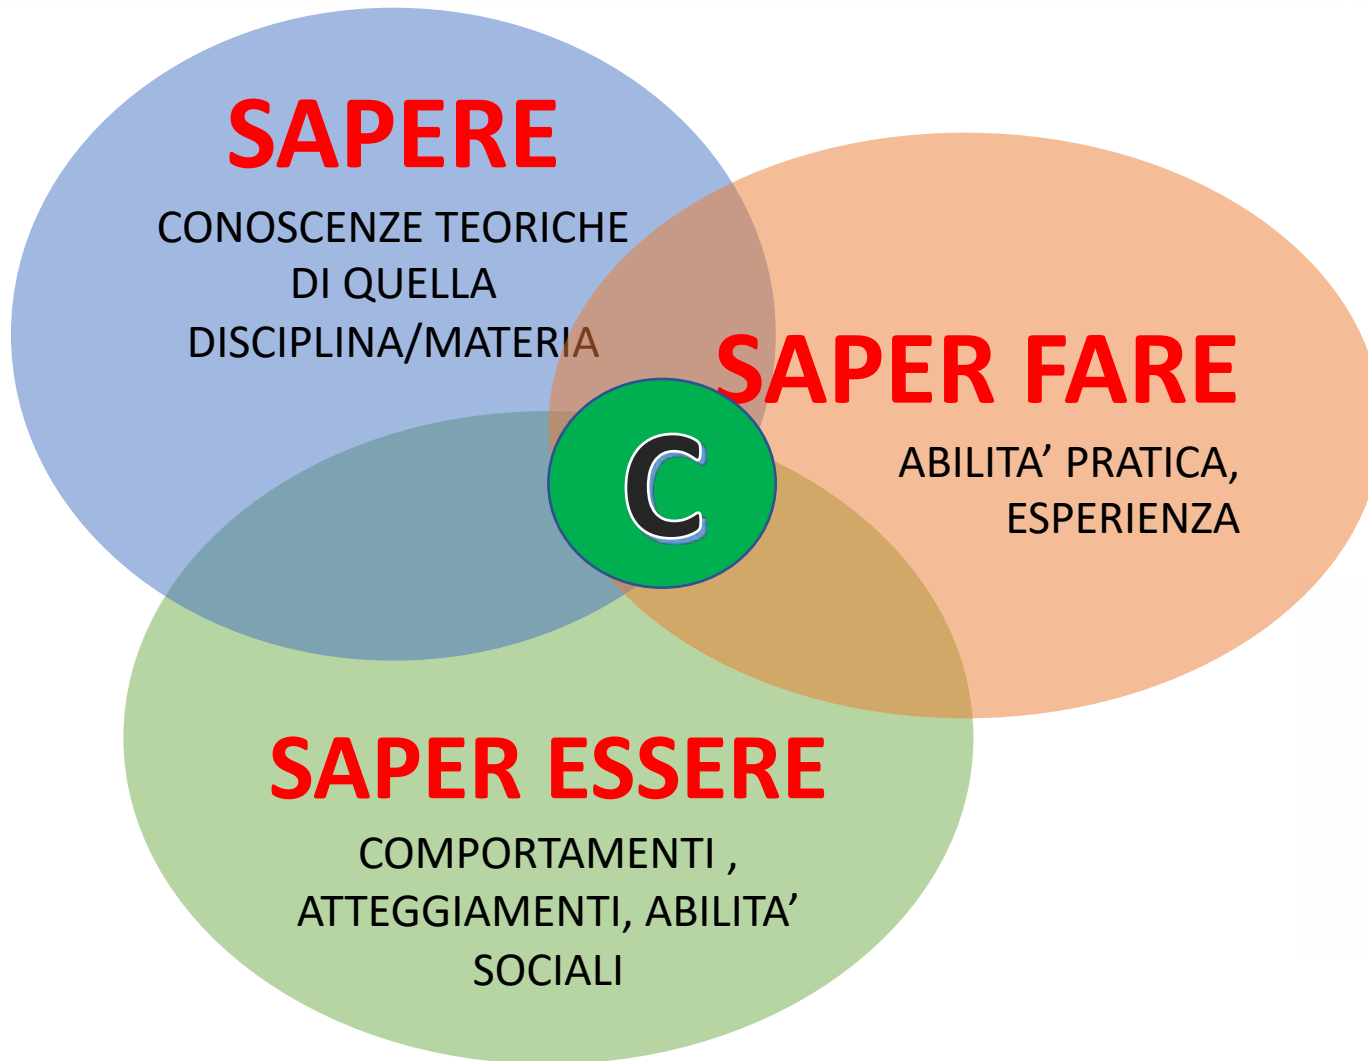 SAPERE
CONOSCENZE TEORICHE
DI QUELLA
DISCIPLINA/MATERIA
SAPER FARE
ABILITA’ PRATICA,
ESPERIENZA
C
SAPER ESSERE
COMPORTAMENTI ,
ATTEGGIAMENTI, ABILITA’
SOCIALI